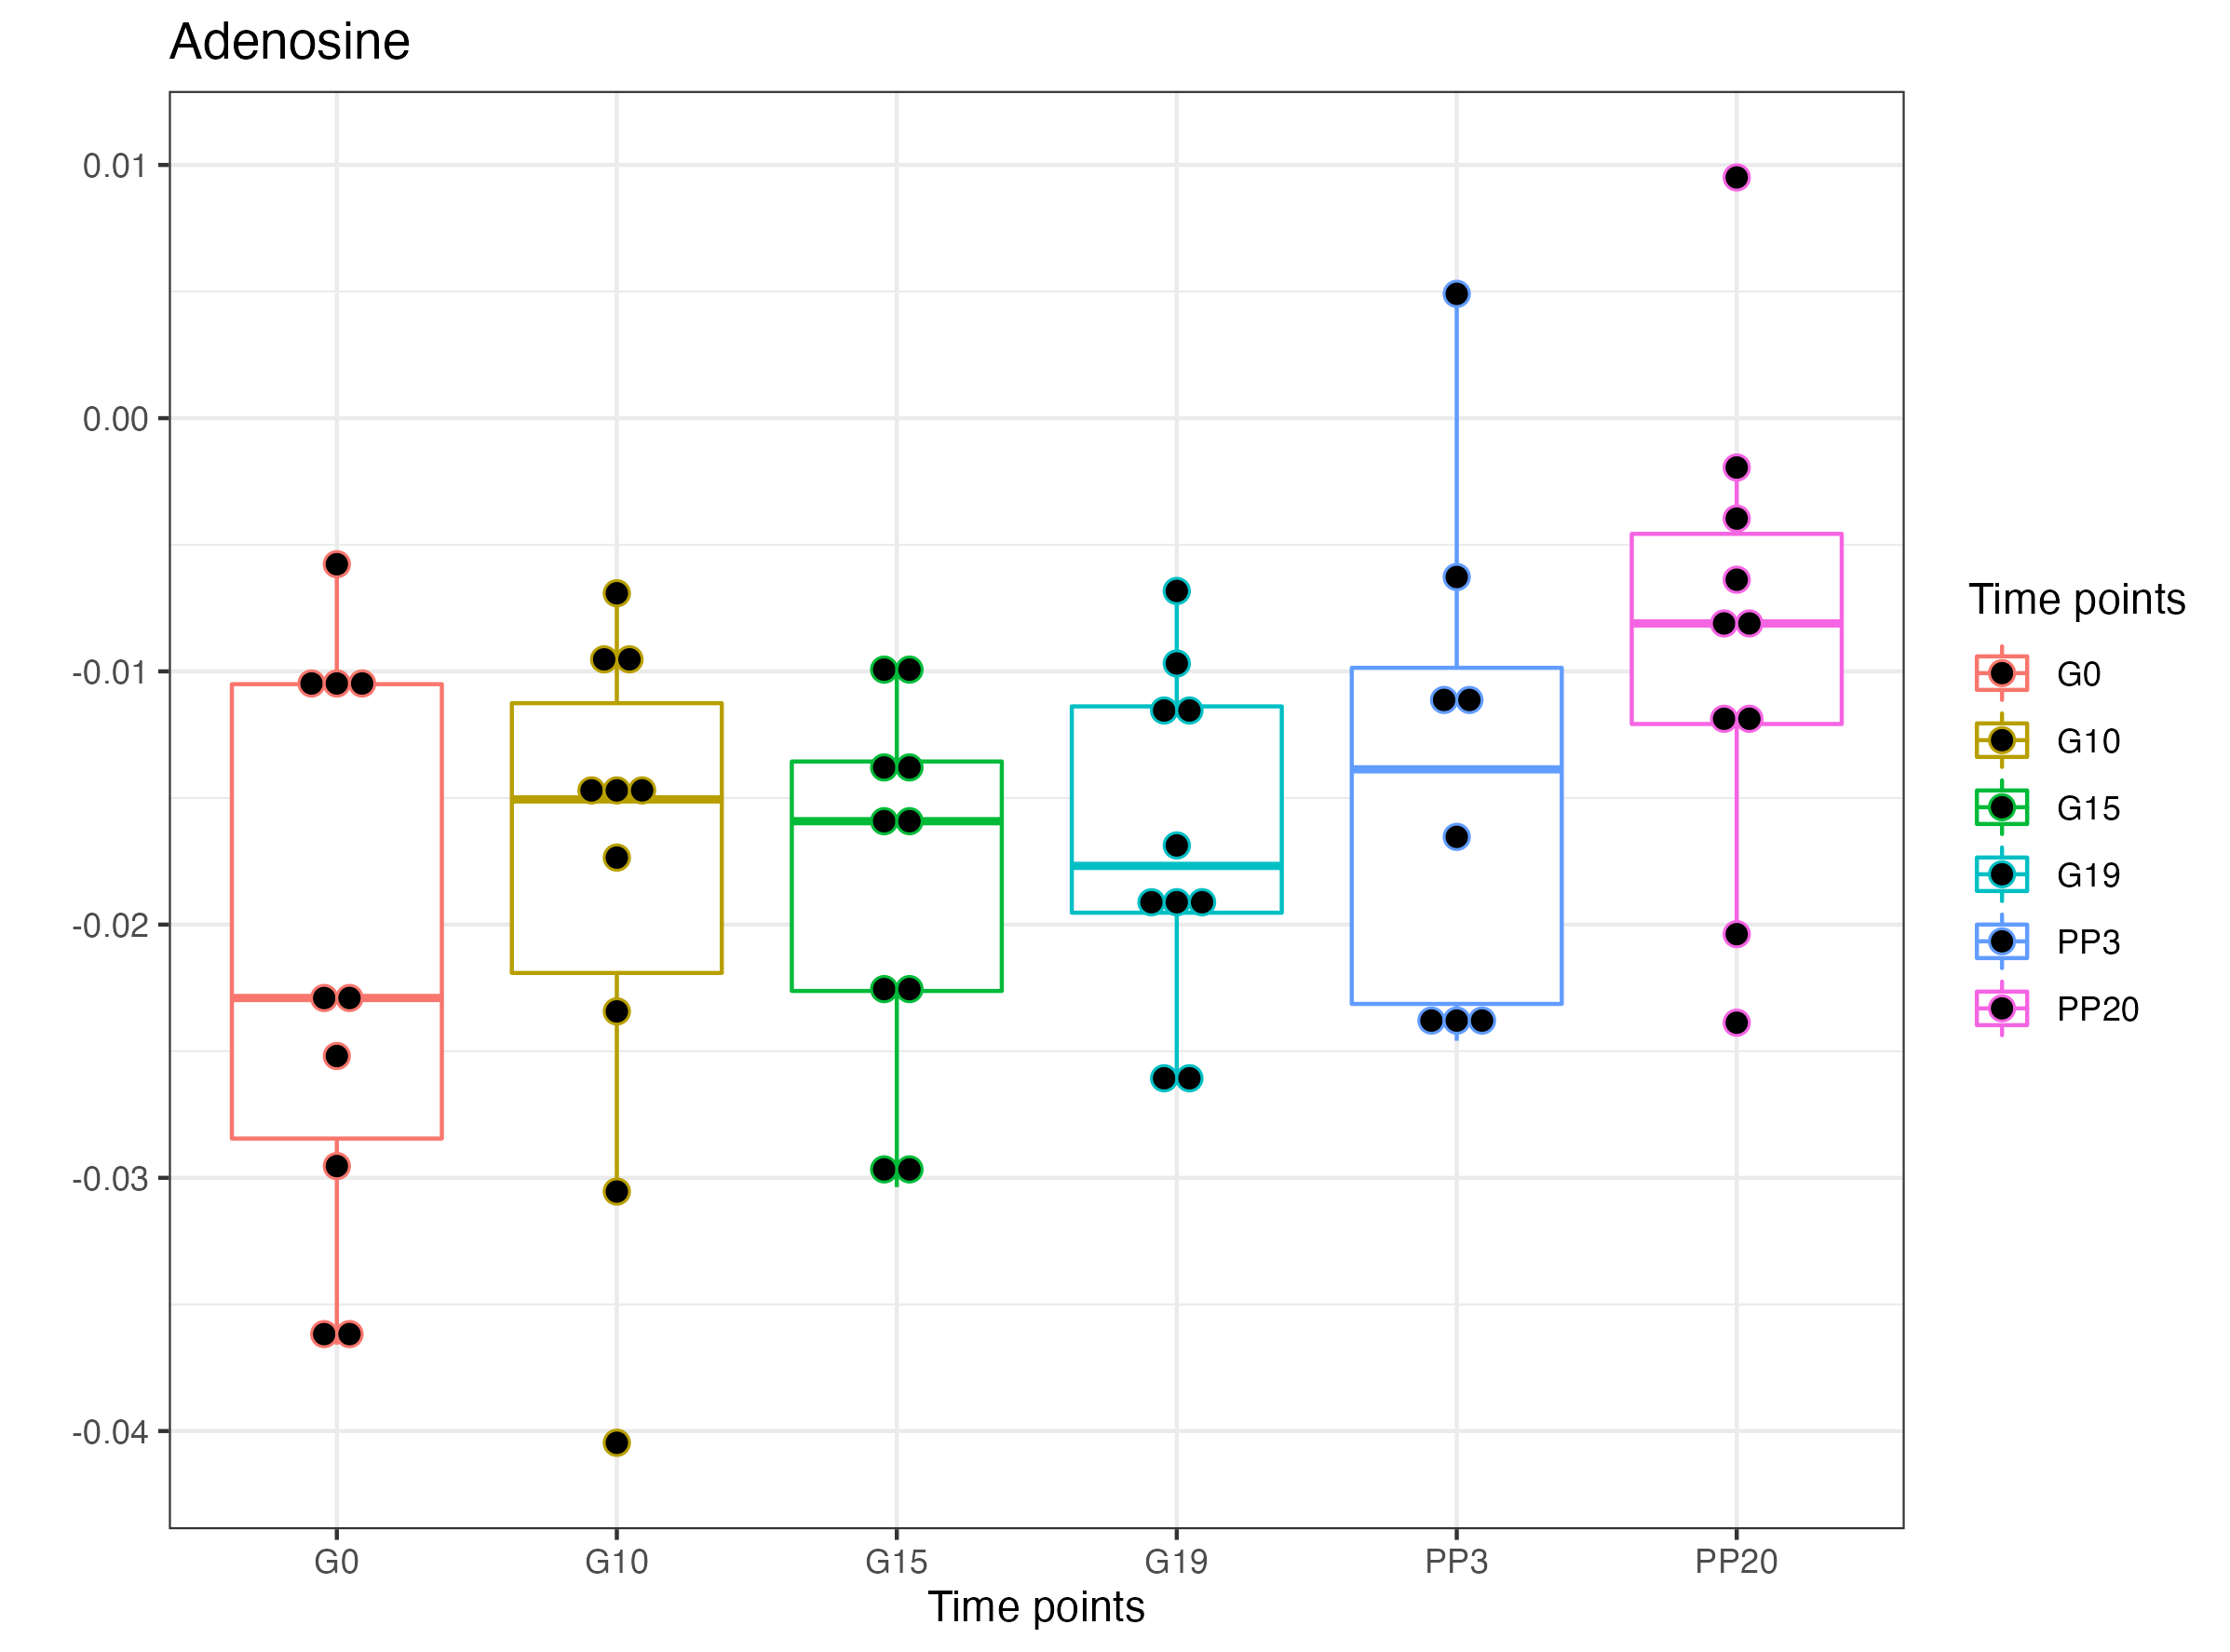 Adenosine
0.01
0.00
-0.01
-0.02
-0.03
-0.04
G0 G10 G15 G19 PP3 PP20
Time points
Time points
G0
G10
G15
G19
PP3
PP20